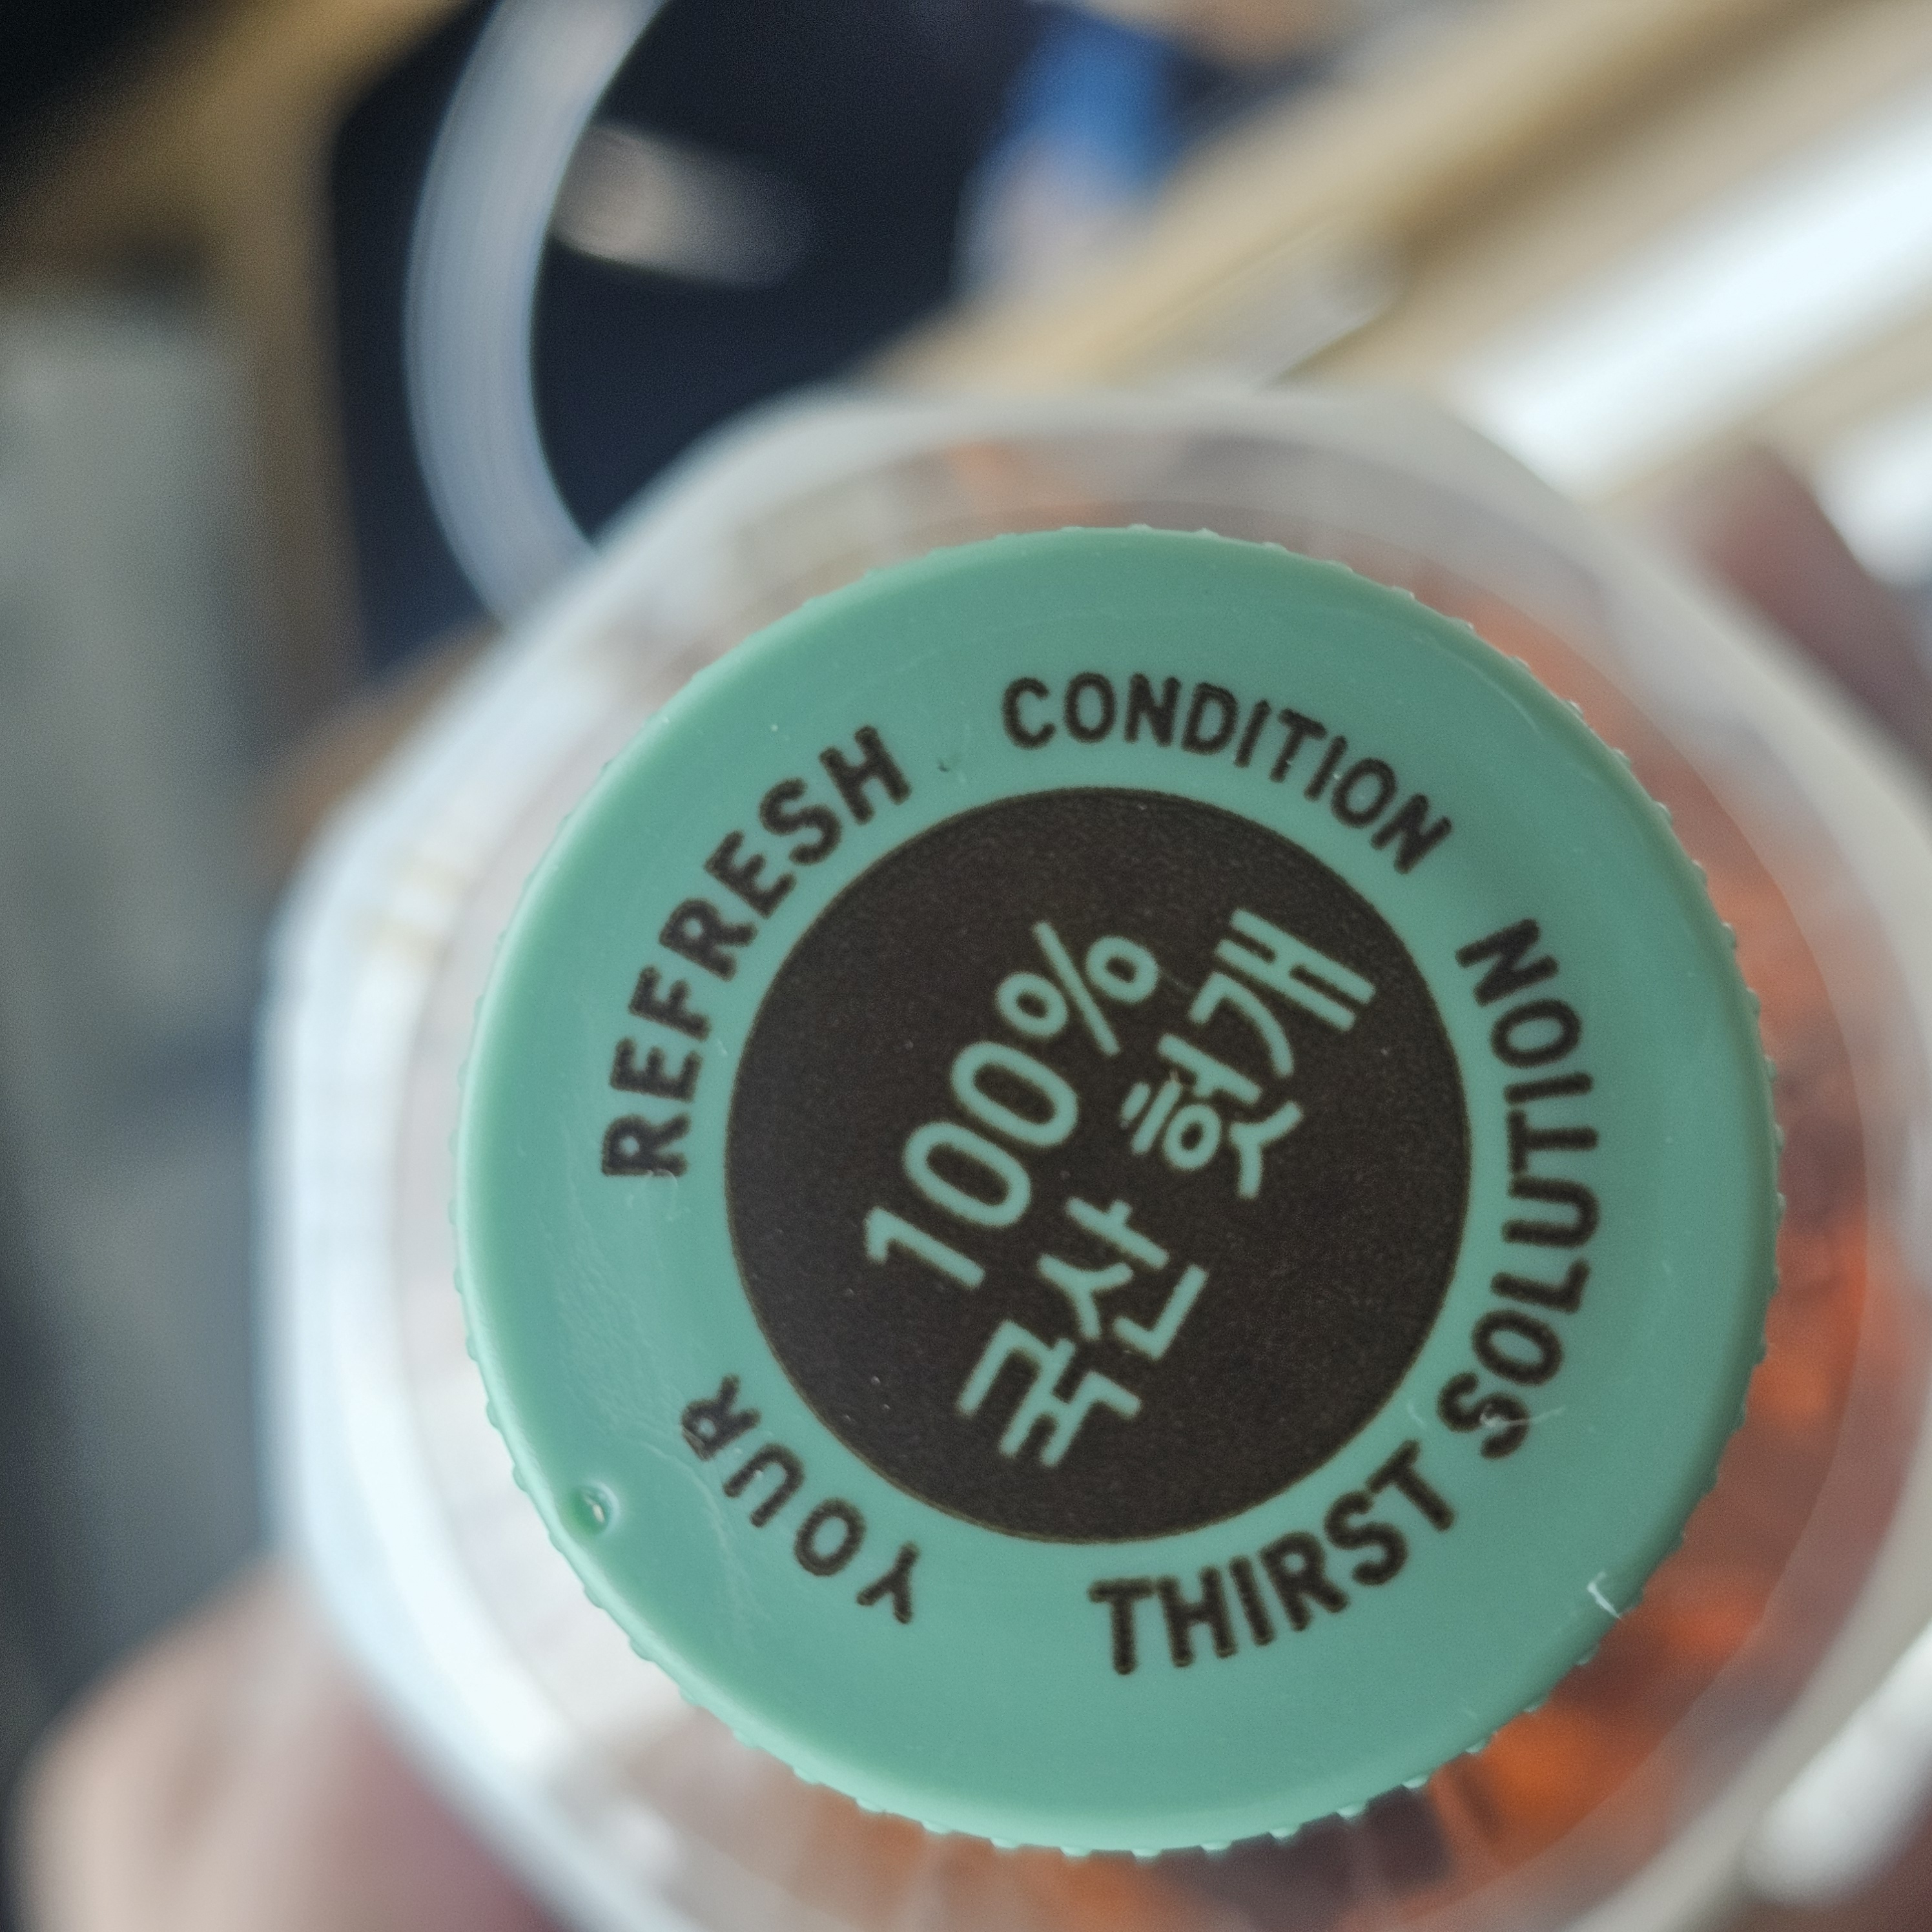 100%
국산 헛개
REFRESH CONDITION
YOUR THIRST SOLUTION